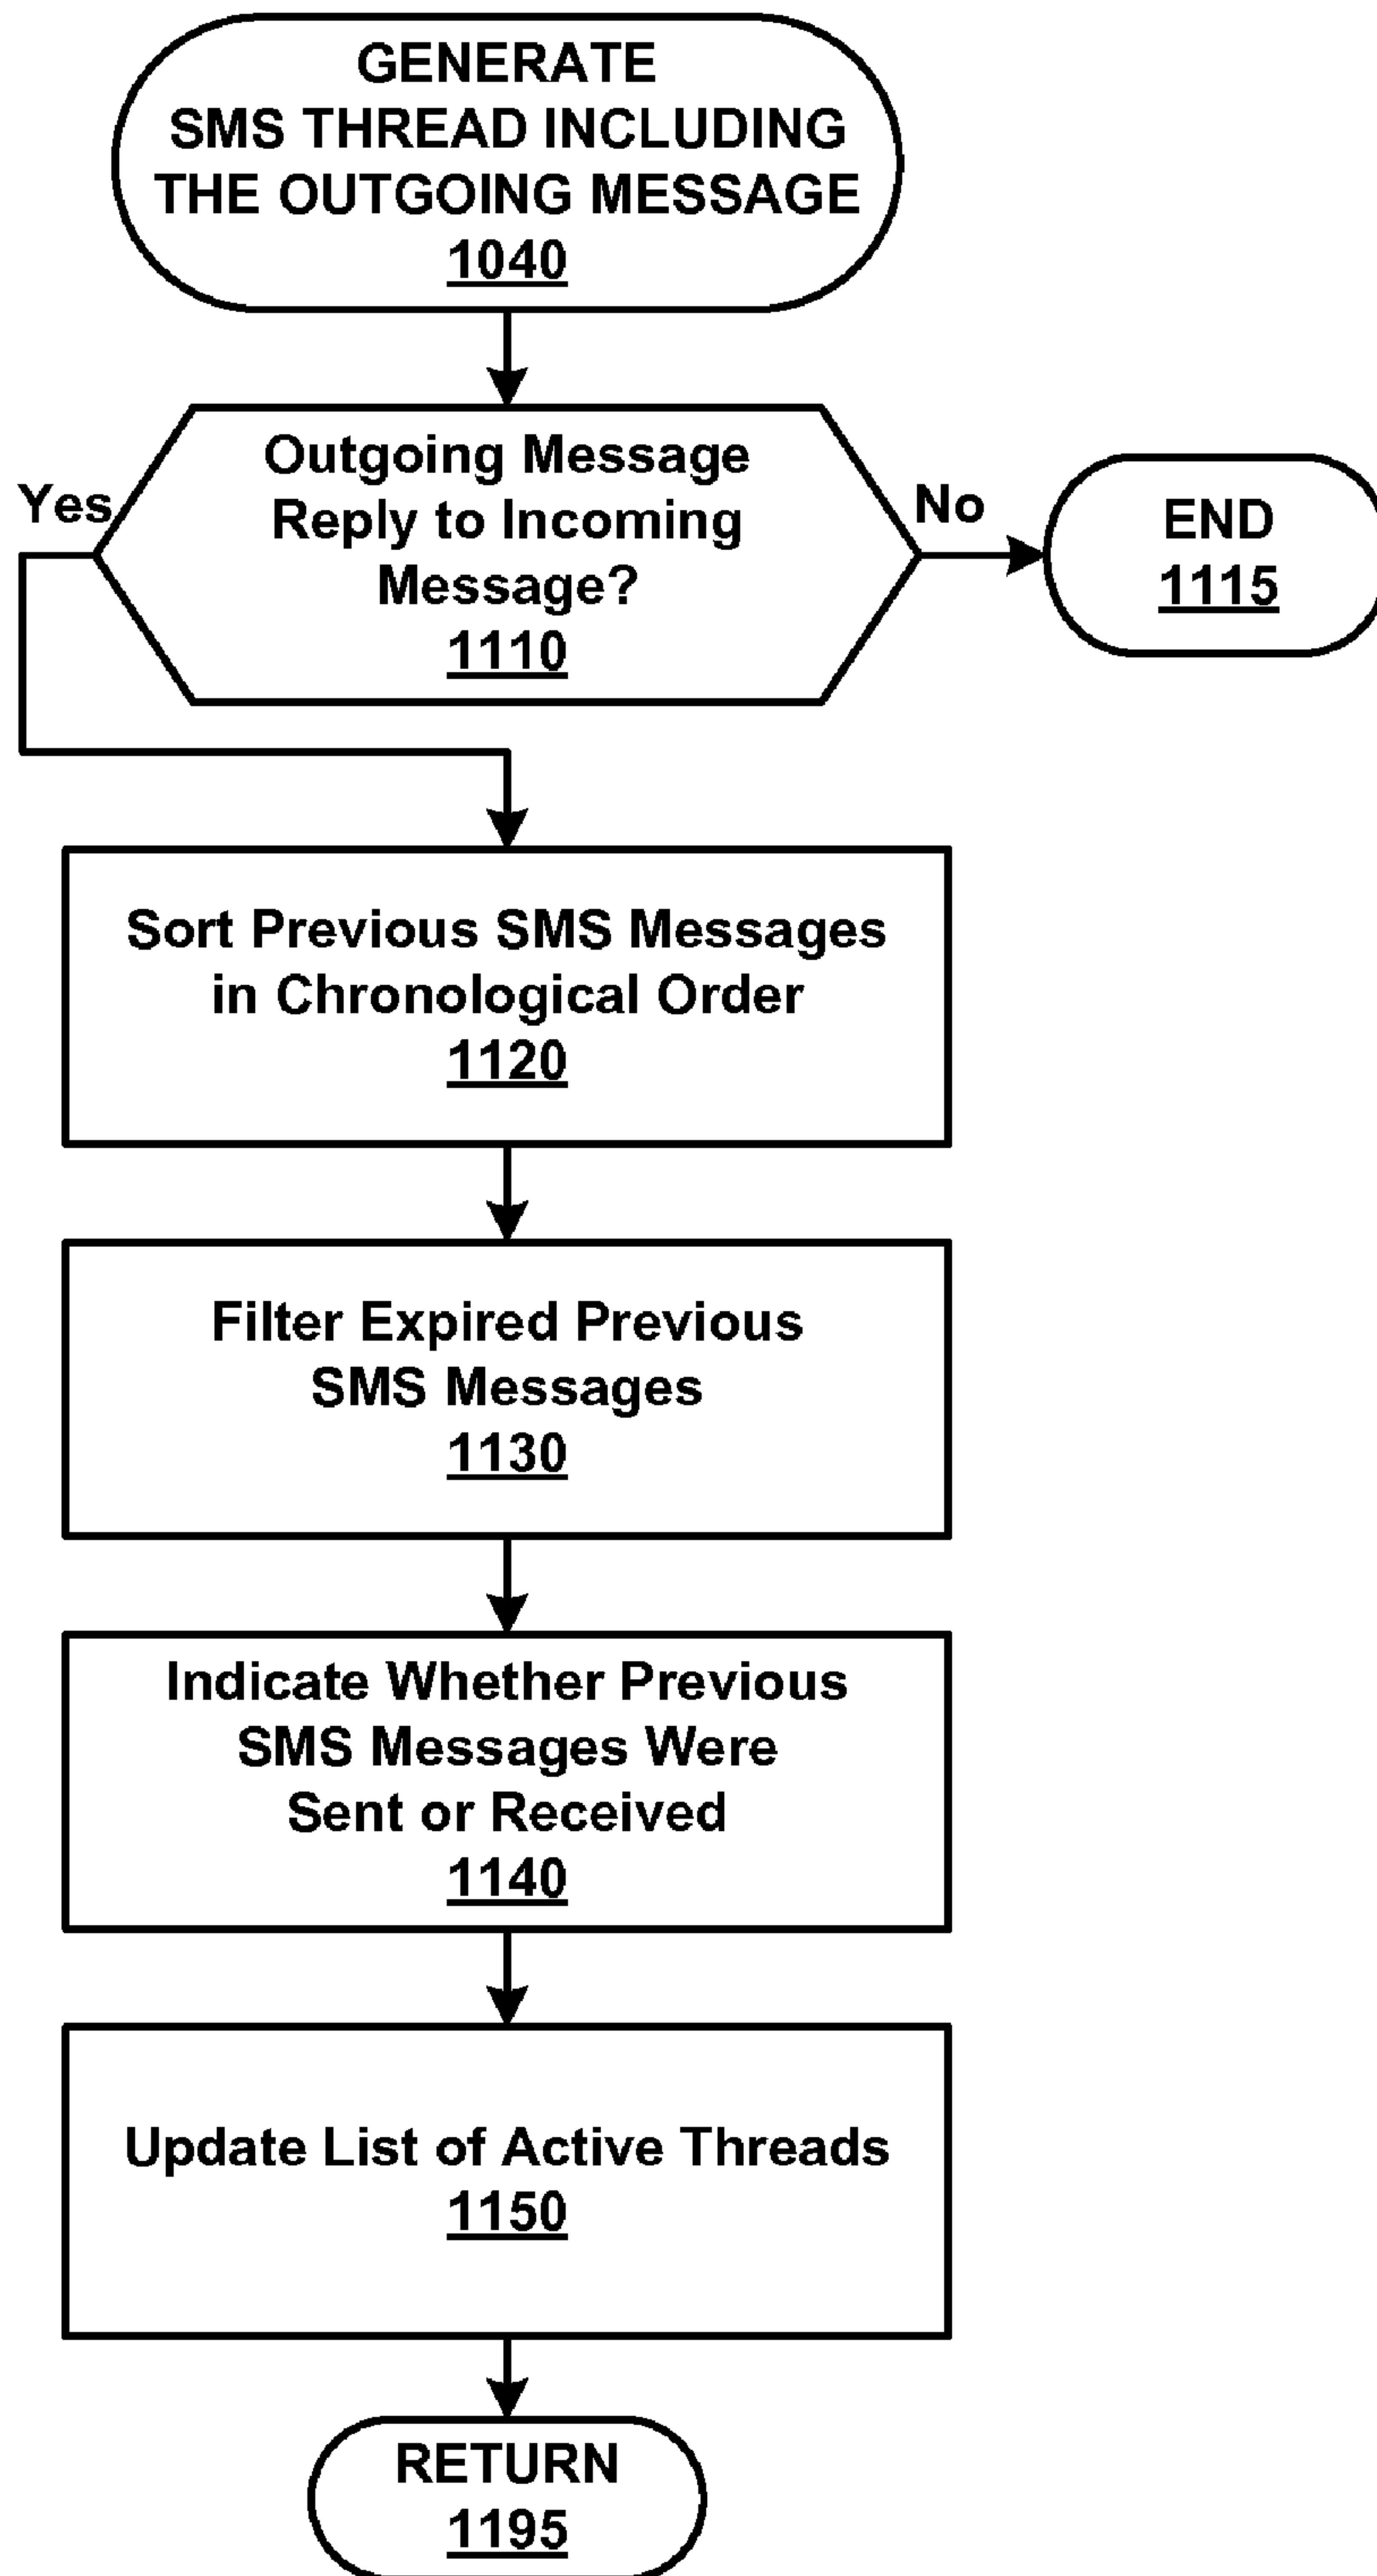 GENERATE
SMS THREAD INCLUDING
THE OUTGOING MESSAGE
1040
Outgoing Message
Reply to Incoming
Message?
1110
Yes
No
END
1115
Sort Previous SMS Messages
in Chronological Order
1120
Filter Expired Previous
SMS Messages
1130
Indicate Whether Previous
SMS Messages Were
Sent or Received
1140
Update List of Active Threads
1150
RETURN
1195